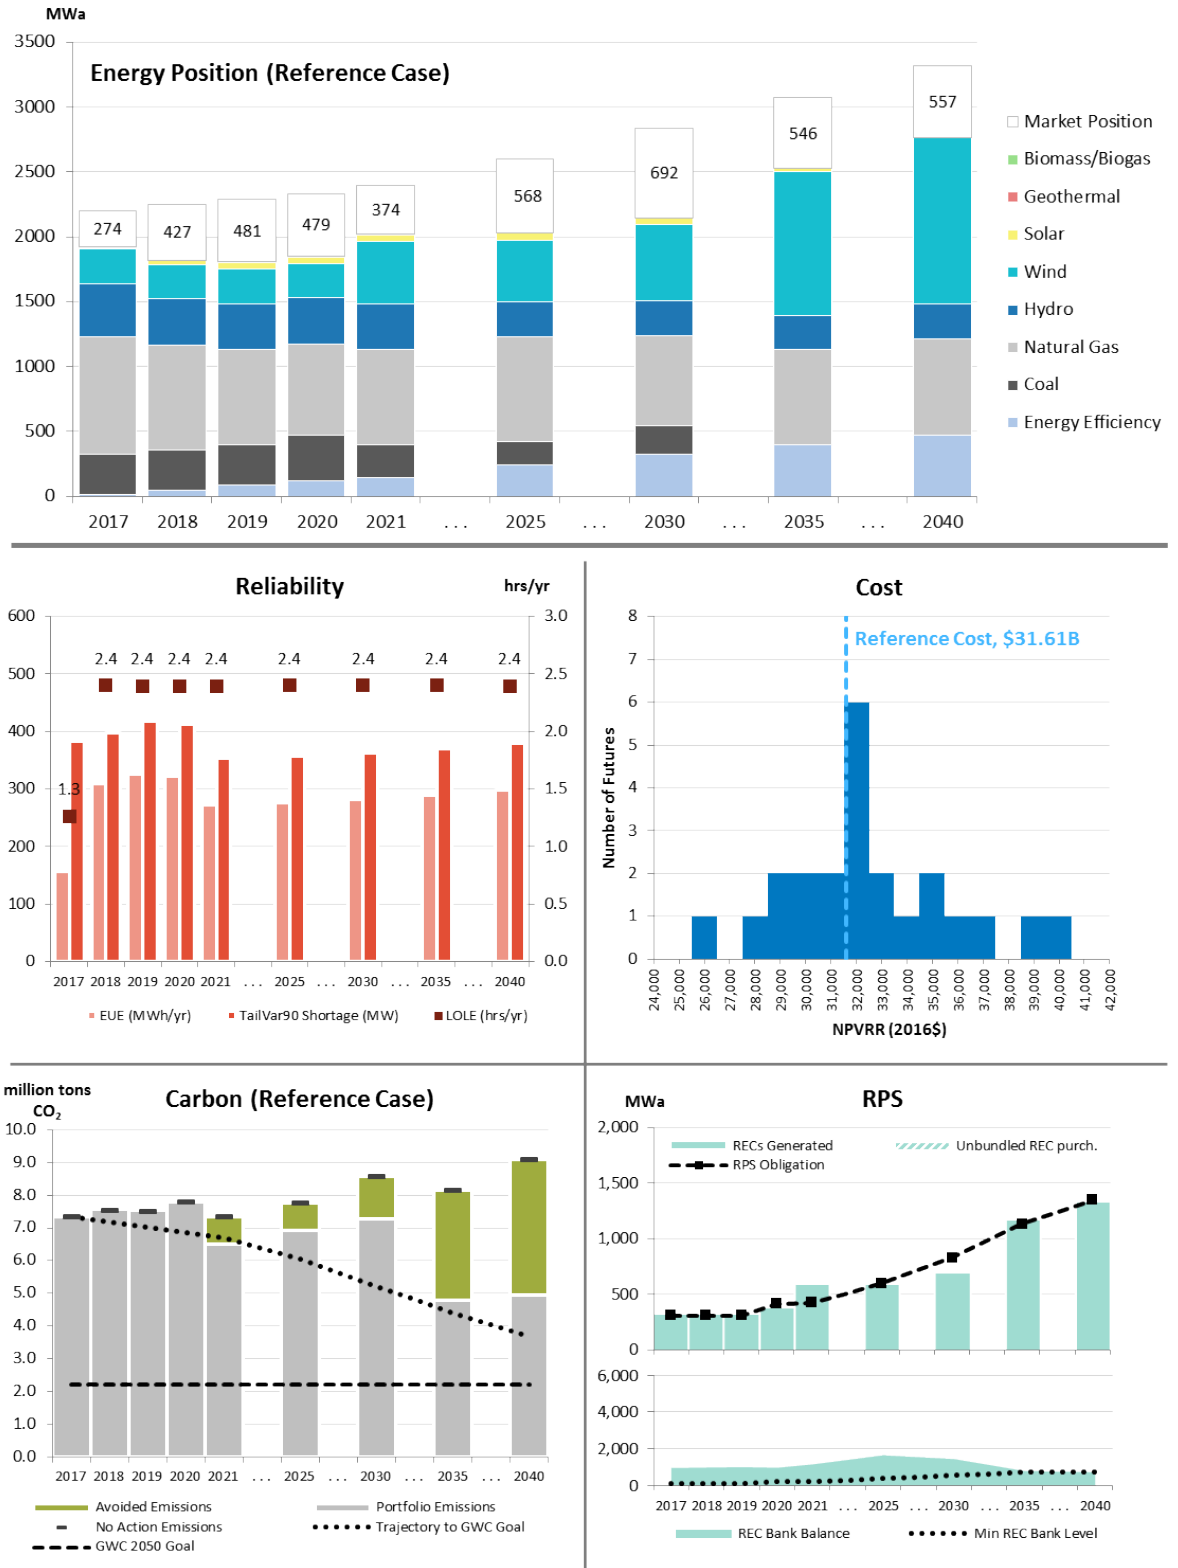 MWa
Energy Position (Reference Case)
3500
3000
2500
2000
1500
1000
500
0
274
427
481
479
374
568
692
546
557
2017 2018 2019 2020 2021 ... 2025 ... 2030 ... 2035 ... 2040
Market Position
Biomass/Biogas
Geothermal
Solar
Wind
Hydro
Natural Gas
Coal
Energy Efficiency
Reliability
hrs/yr
600
500
400
300
200
100
0
3.0
2.5
2.0
1.5
1.0
0.5
0.0
1.3
2.4 2.4 2.4 2.4 2.4 2.4 2.4 2.4
2017 2018 2019 2020 2021 ... 2025 ... 2030 ... 2035 ... 2040
EUE (MWh/yr) TailVar90 Shortage (MW) LOLE (hrs/yr)
Cost
Reference Cost, $31.61B
Number of Futures
8
7
6
5
4
3
2
1
0
24,000 25,000 26,000 27,000 28,000 29,000 30,000 31,000 32,000 33,000 34,000 35,000 36,000 37,000 38,000 39,000 40,000 41,000 42,000
NPVRR (2016$)
million tons
CO2
Carbon (Reference Case)
10.0
9.0
8.0
7.0
6.0
5.0
4.0
3.0
2.0
1.0
0.0
2017 2018 2019 2020 2021 ... 2025 ... 2030 ... 2035 ... 2040
Avoided Emissions Portfolio Emissions
No Action Emissions Trajectory to GWC Goal
GWC 2050 Goal
MWa
RPS
2,000
1,500
1,000
500
0
RECs Generated Unbundled REC purch.
RPS Obligation
6,000
4,000
2,000
0
2017 2018 2019 2020 2021 ... 2025 ... 2030 ... 2035 ... 2040
REC Bank Balance Min REC Bank Level